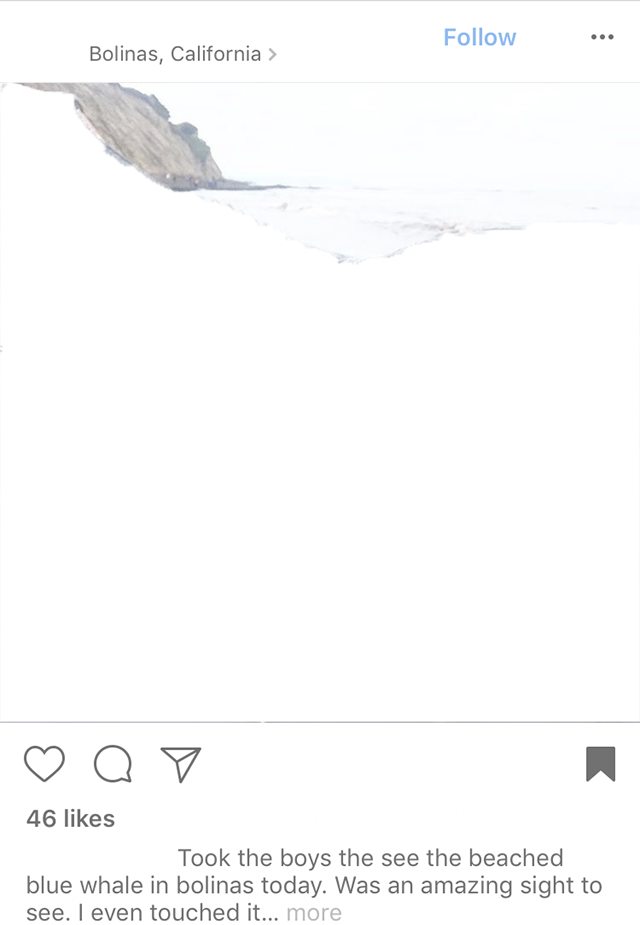 Bolinas, California
Follow
46 likes
Took the boys the see the beached
blue whale in bolinas today. Was an amazing sight to
see. I even touched it... more